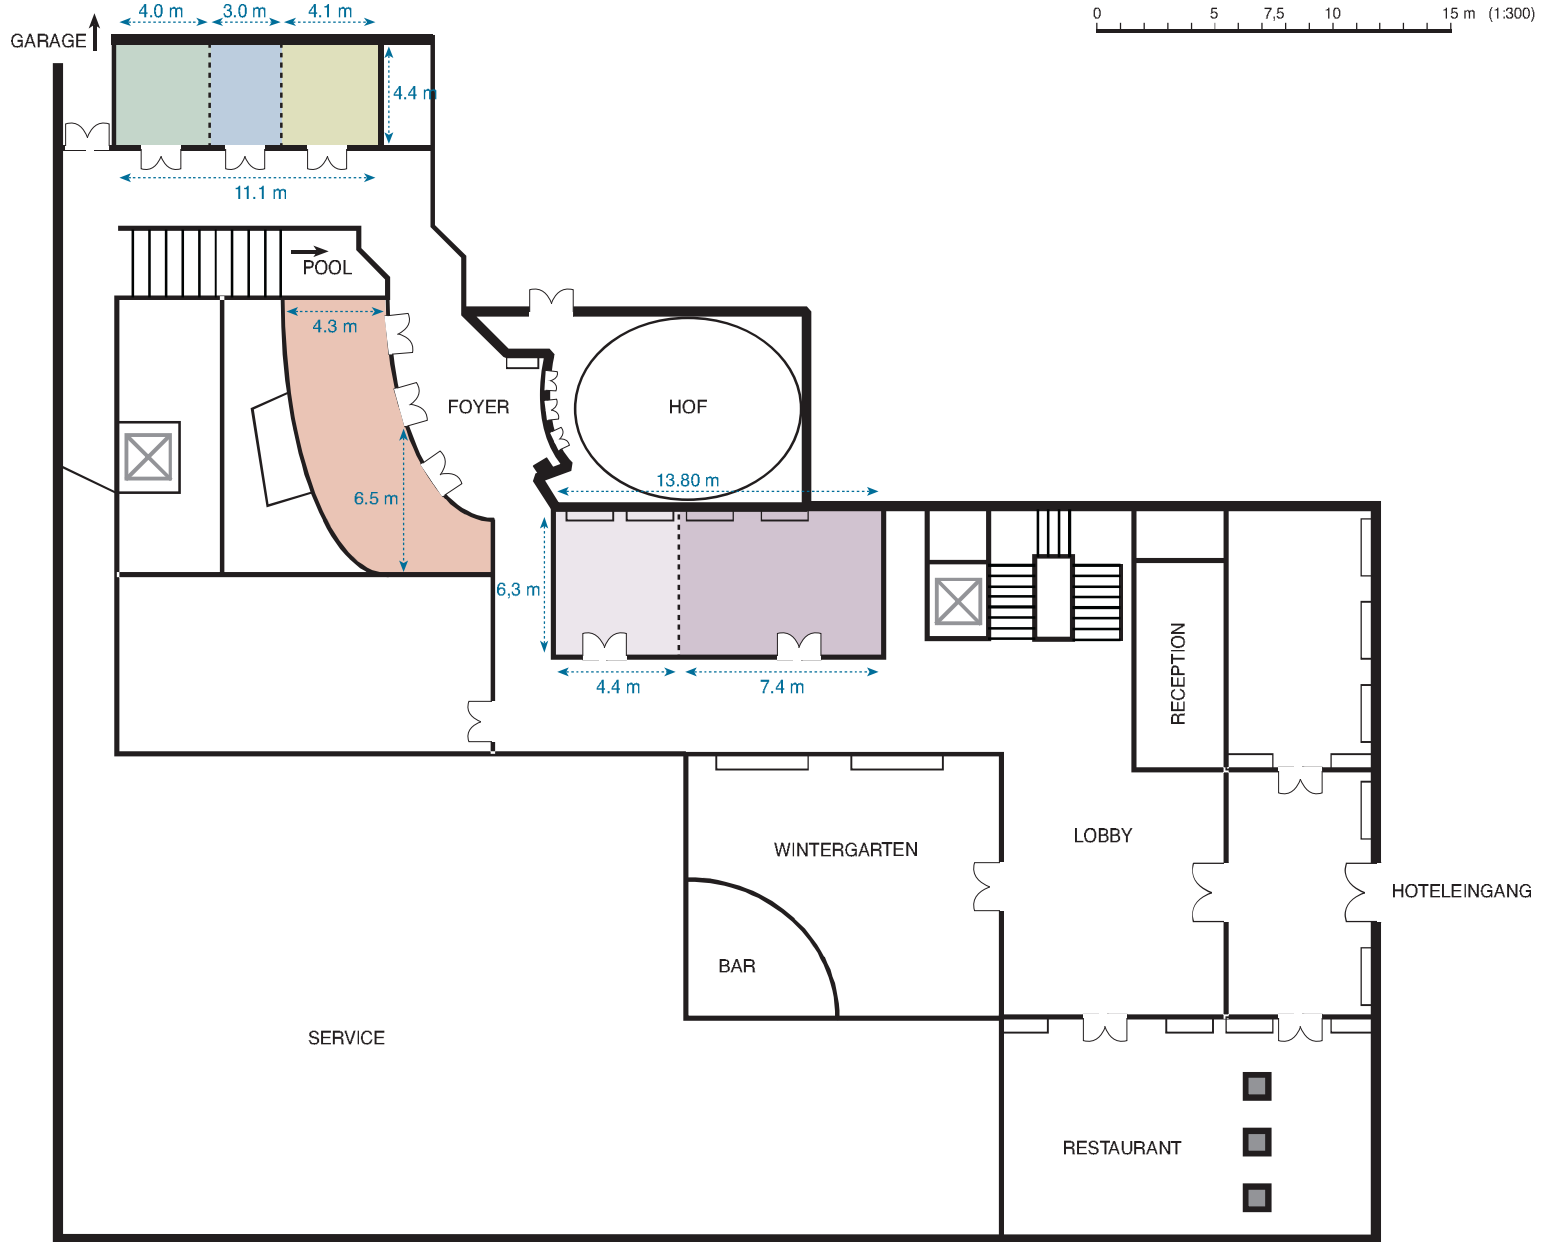 4.0 m 3.0 m 4.1 m
0 5 7,5 10 15 m (1:300)
GARAGE
4.4 m
11.1 m
POOL
4.3 m
FOYER
HOF
13.80 m
6.5 m
6,3 m
RECEPTION
4.4 m 7.4 m
LOBBY
WINTERGARTEN
HOTELEINGANG
BAR
SERVICE
RESTAURANT